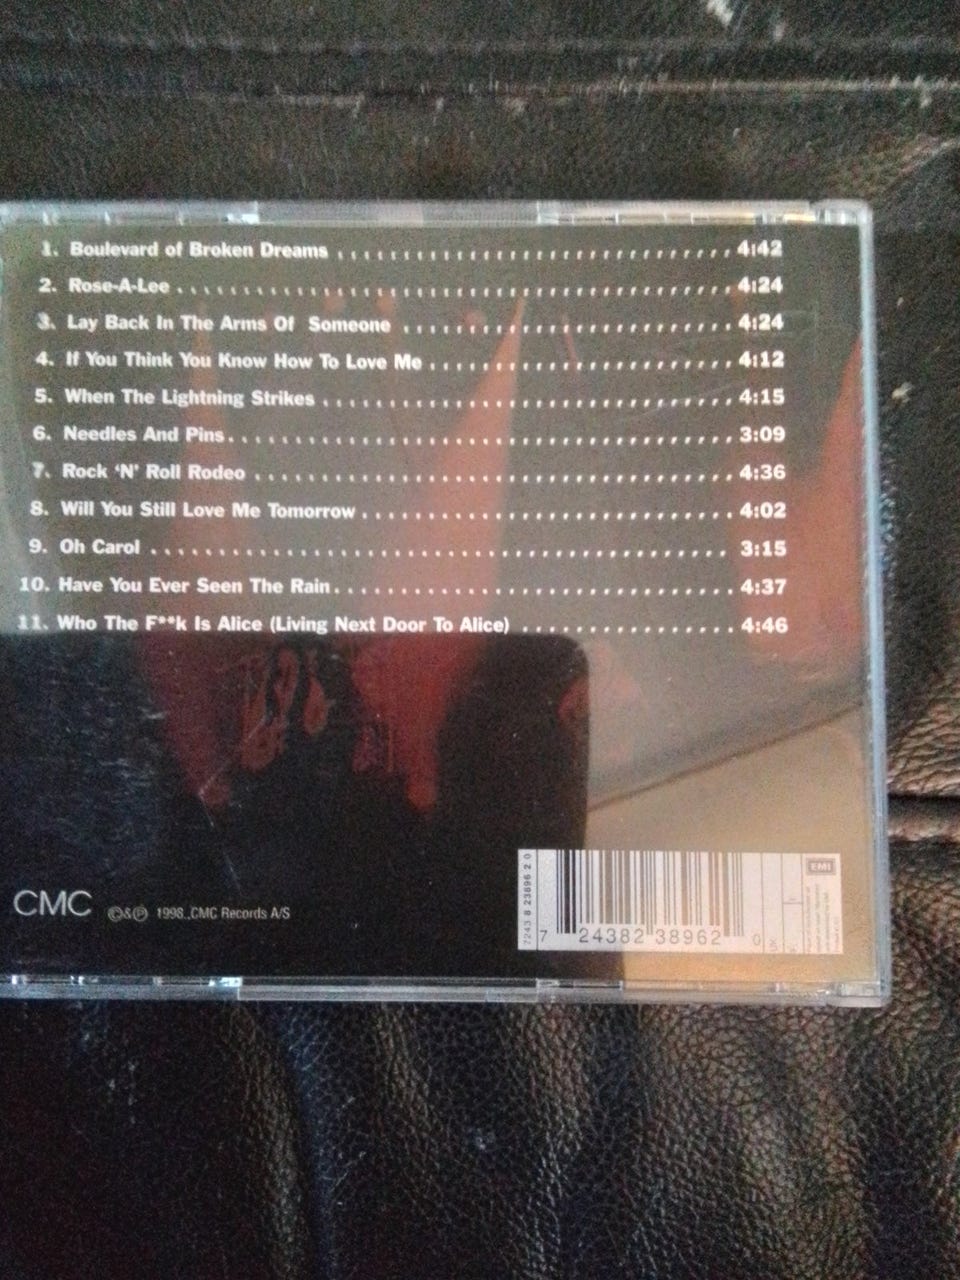 1. Boulevard of Broken Dreams 4:42
2. Rose-A-Lee 4:24
3. Lay Back In The Arms Of Someone 4:24
4. If You Think You Know How To Love Me 4:12
5. When The Lightning Strikes 4:15
6. Needles And Pins 3:09
7. Rock 'N' Roll Rodeo 4:36
8. Will You Still Love Me Tomorrow 4:02
9. Oh Carol 3:15
10. Have You Ever Seen The Rain 4:37
11. Who The F**k Is Alice (Living Next Door To Alice) 4:46
CMC ©&℗ 1998..CMC Records A/S
7243 8 23896 2 0
7 24382 38962 0
EMI